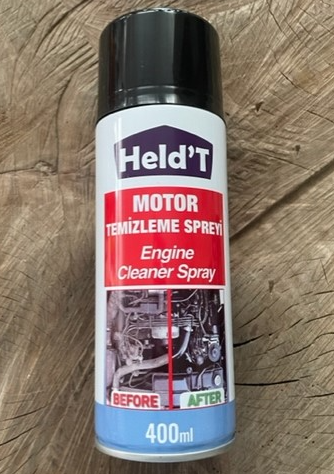 Held'T
MOTOR
TEMİZLEME SPREYİ
Engine
Cleaner Spray
BEFORE AFTER
400ml